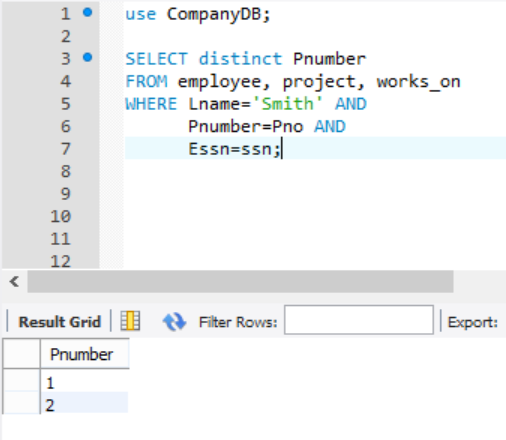 1 use CompanyDB;
2
3 SELECT distinct Pnumber
4 FROM employee, project, works_on
5 WHERE Lname='Smith' AND
6 Pnumber=Pno AND
7 Essn=ssn;
8
9
10
11
12
Result Grid Filter Rows: Export:
Pnumber
1
2